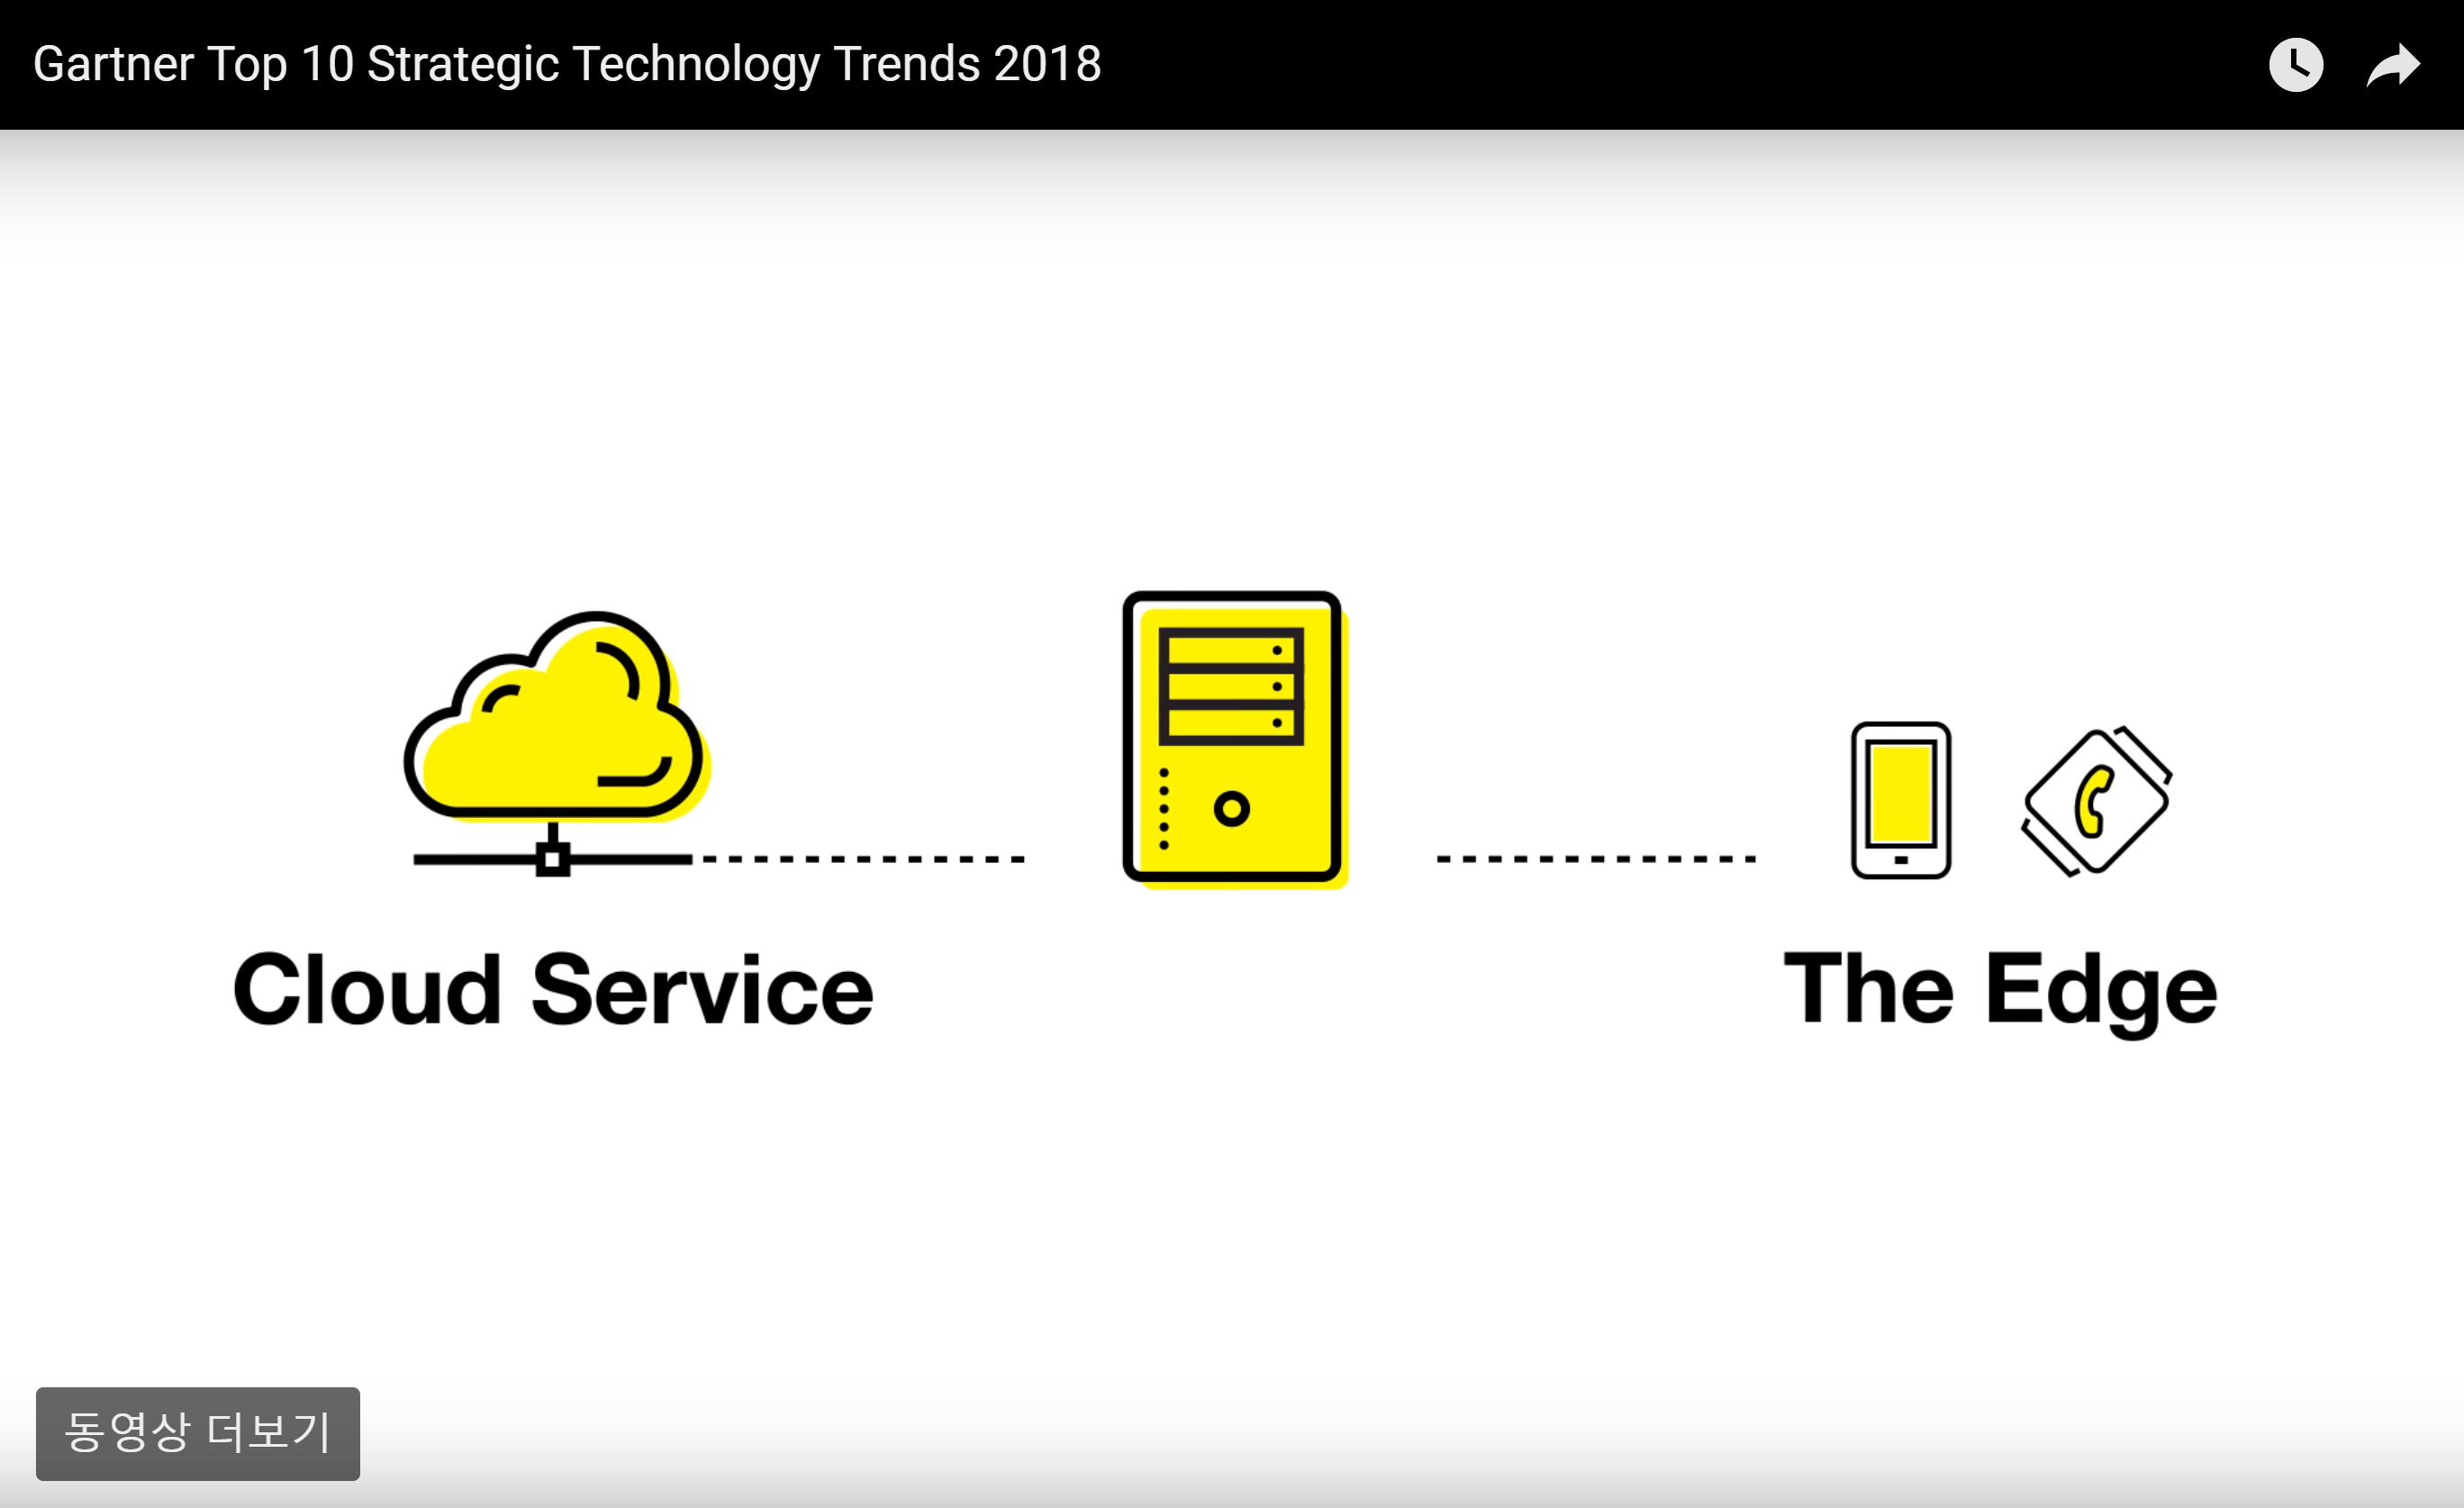 Gartner Top 10 Strategic Technology Trends 2018
Cloud Service
The Edge
동영상 더보기